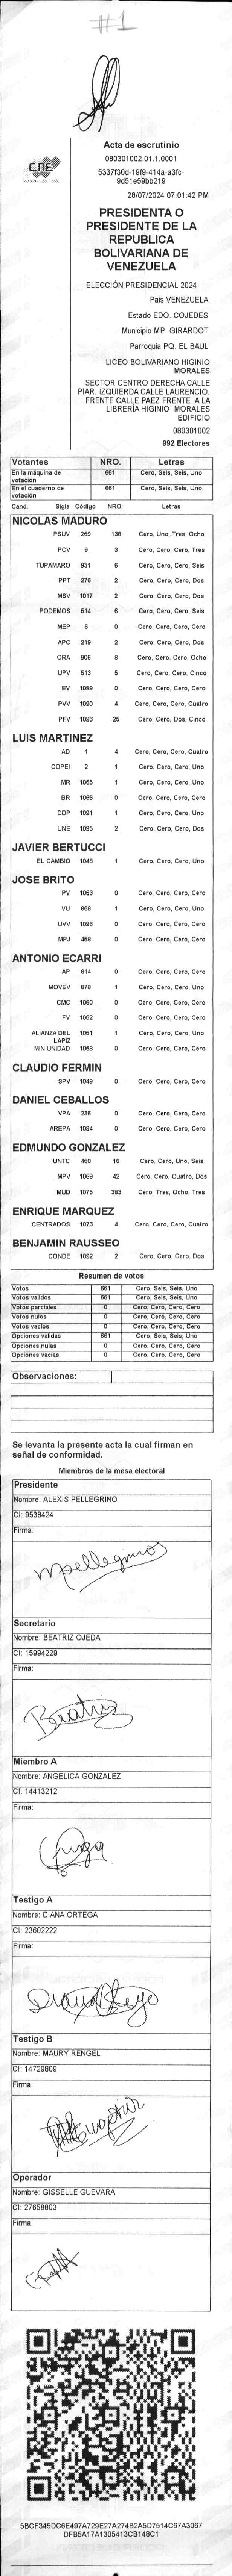 #1
CNE
Acta de escrutinio
080301002.01.1.0001
5337f30d-19f9-414a-a3fc-
9d51e59bb219
28/07/2024 07:01:42 PM
PRESIDENTA O
PRESIDENTE DE LA
REPUBLICA
BOLIVARIANA DE
VENEZUELA
ELECCIÓN PRESIDENCIAL 2024
País VENEZUELA
Estado EDO. COJEDES
Municipio MP. GIRARDOT
Parroquia PQ. EL BAUL
LICEO BOLIVARIANO HIGINIO
MORALES
SECTOR CENTRO DERECHA CALLE
PIAR. IZQUIERDA CALLE LAURENCIO.
FRENTE CALLE PAEZ FRENTE A LA
LIBRERÍA HIGINIO MORALES
EDIFICIO
080301002
992 Electores
Votantes NRO. Letras
En la máquina de votación 661 Cero, Seis, Seis, Uno
En el cuaderno de votación 661 Cero, Seis, Seis, Uno
Cand. Sigla Código NRO. Letras
NICOLAS MADURO
PSUV 269 138 Cero, Uno, Tres, Ocho
PCV 9 3 Cero, Cero, Cero, Tres
TUPAMARO 931 6 Cero, Cero, Cero, Seis
PPT 276 2 Cero, Cero, Cero, Dos
MSV 1017 2 Cero, Cero, Cero, Dos
PODEMOS 514 6 Cero, Cero, Cero, Seis
MEP 6 0 Cero, Cero, Cero, Cero
APC 219 2 Cero, Cero, Cero, Dos
ORA 906 8 Cero, Cero, Cero, Ocho
UPV 513 5 Cero, Cero, Cero, Cinco
EV 1089 0 Cero, Cero, Cero, Cero
PVV 1090 4 Cero, Cero, Cero, Cuatro
PFV 1093 25 Cero, Cero, Dos, Cinco
LUIS MARTINEZ
AD 1 4 Cero, Cero, Cero, Cuatro
COPEI 2 1 Cero, Cero, Cero, Uno
MR 1065 1 Cero, Cero, Cero, Uno
BR 1066 0 Cero, Cero, Cero, Cero
DDP 1091 1 Cero, Cero, Cero, Uno
UNE 1095 2 Cero, Cero, Cero, Dos
JAVIER BERTUCCI
EL CAMBIO 1048 1 Cero, Cero, Cero, Uno
JOSE BRITO
PV 1053 0 Cero, Cero, Cero, Cero
VU 868 1 Cero, Cero, Cero, Uno
UVV 1096 0 Cero, Cero, Cero, Cero
MPJ 458 0 Cero, Cero, Cero, Cero
ANTONIO ECARRI
AP 814 0 Cero, Cero, Cero, Cero
MOVEV 878 1 Cero, Cero, Cero, Uno
CMC 1050 0 Cero, Cero, Cero, Cero
FV 1062 0 Cero, Cero, Cero, Cero
ALIANZA DEL LAPIZ 1051 1 Cero, Cero, Cero, Uno
MIN UNIDAD 1068 0 Cero, Cero, Cero, Cero
CLAUDIO FERMIN
SPV 1049 0 Cero, Cero, Cero, Cero
DANIEL CEBALLOS
VPA 236 0 Cero, Cero, Cero, Cero
AREPA 1094 0 Cero, Cero, Cero, Cero
EDMUNDO GONZALEZ
UNTC 460 16 Cero, Cero, Uno, Seis
MPV 1069 42 Cero, Cero, Cuatro, Dos
MUD 1075 383 Cero, Tres, Ocho, Tres
ENRIQUE MARQUEZ
CENTRADOS 1073 4 Cero, Cero, Cero, Cuatro
BENJAMIN RAUSSEO
CONDE 1092 2 Cero, Cero, Cero, Dos
Resumen de votos
Votos 661 Cero, Seis, Seis, Uno
Votos validos 661 Cero, Seis, Seis, Uno
Votos parciales 0 Cero, Cero, Cero, Cero
Votos nulos 0 Cero, Cero, Cero, Cero
Votos vacios 0 Cero, Cero, Cero, Cero
Opciones validas 661 Cero, Seis, Seis, Uno
Opciones nulas 0 Cero, Cero, Cero, Cero
Opciones vacías 0 Cero, Cero, Cero, Cero
Observaciones:
Se levanta la presente acta la cual firman en
señal de conformidad.
Miembros de la mesa electoral
Presidente
Nombre: ALEXIS PELLEGRINO
CI: 9538424
Firma:
Mpellegrino
Secretario
Nombre: BEATRIZ OJEDA
CI: 15994229
Firma:
Beatriz
Miembro A
Nombre: ANGELICA GONZALEZ
CI: 14413212
Firma:
Testigo A
Nombre: DIANA ORTEGA
CI: 23602222
Firma:
Testigo B
Nombre: MAURY RENGEL
CI: 14729809
Firma:
Operador
Nombre: GISSELLE GUEVARA
CI: 27658803
Firma:
5BCF345DC6E497A729E27A274B2A5D7514C67A3067
DFB5A17A1305413CB148C1